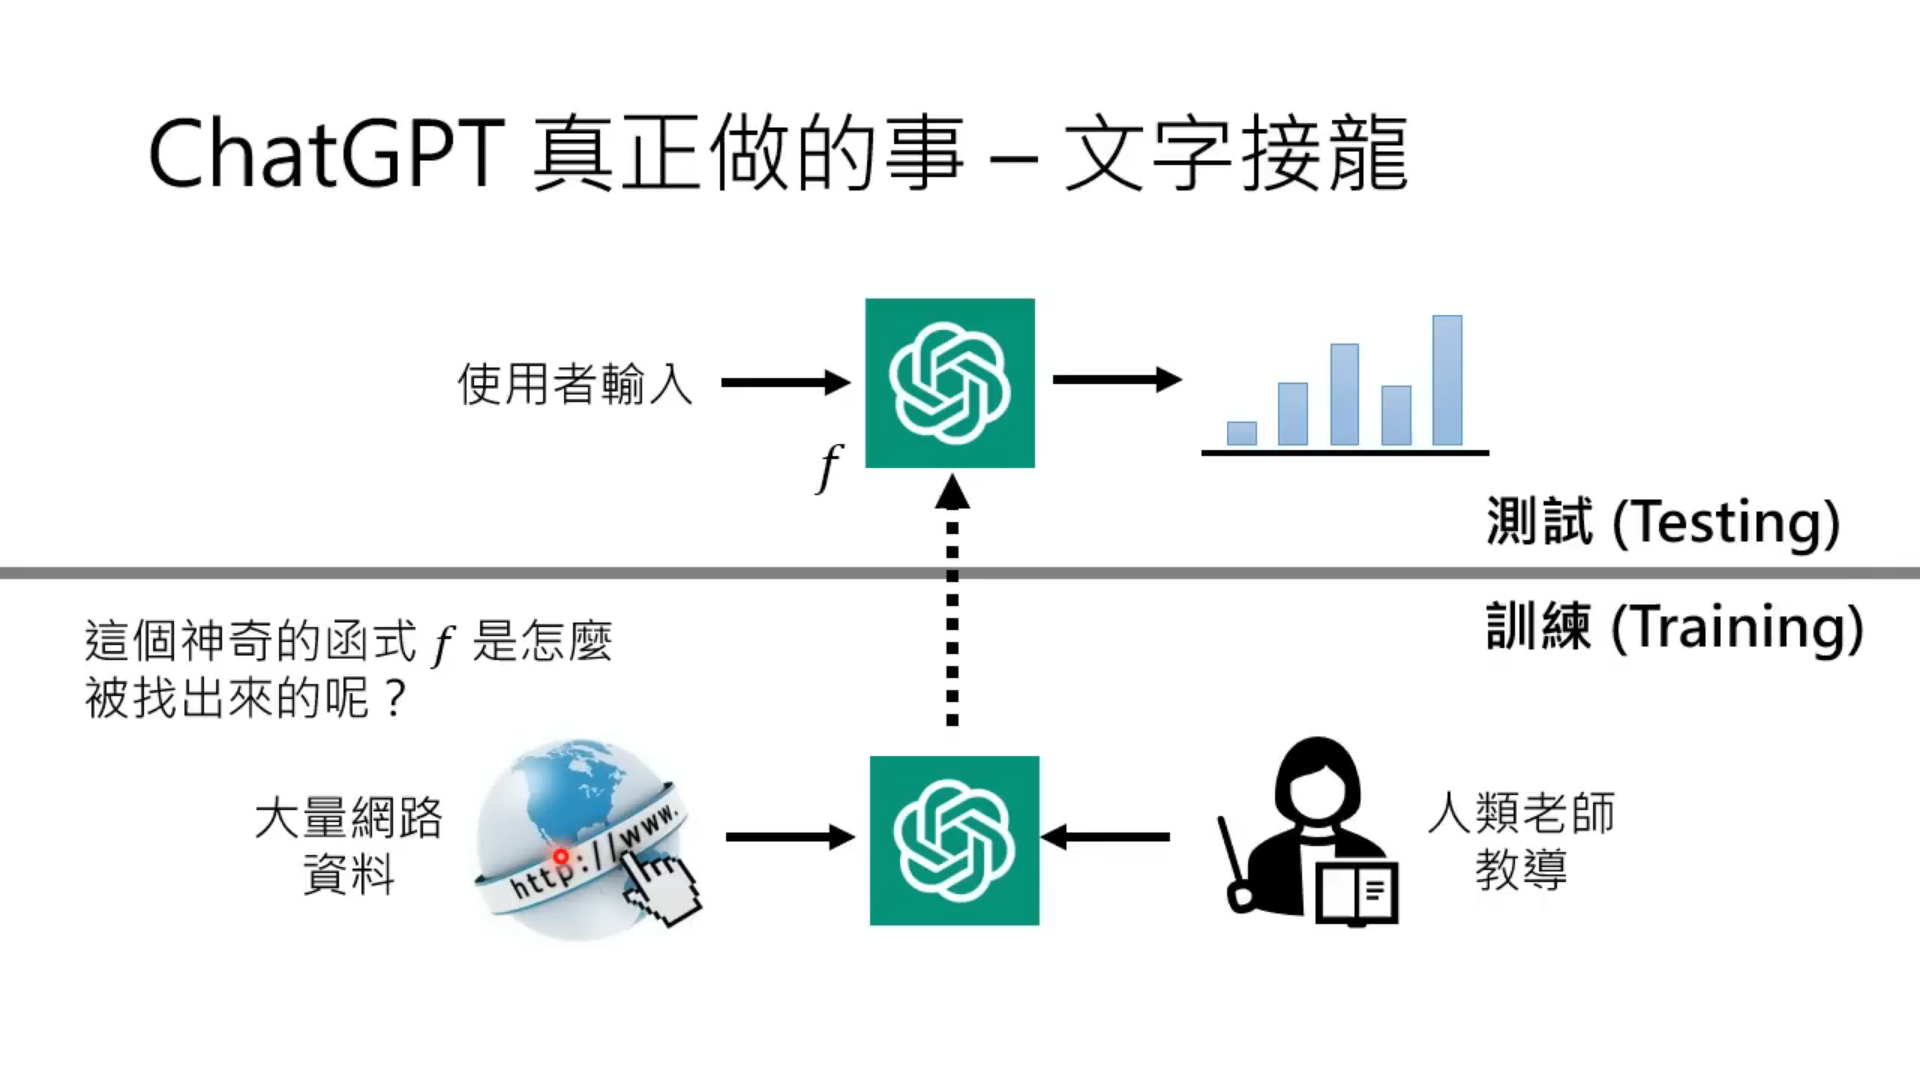 ChatGPT 真正做的事 – 文字接龍
使用者輸入
f
測試 (Testing)
訓練 (Training)
這個神奇的函式 f 是怎麼
被找出來的呢？
大量網路
資料
http://www.
人類老師
教導